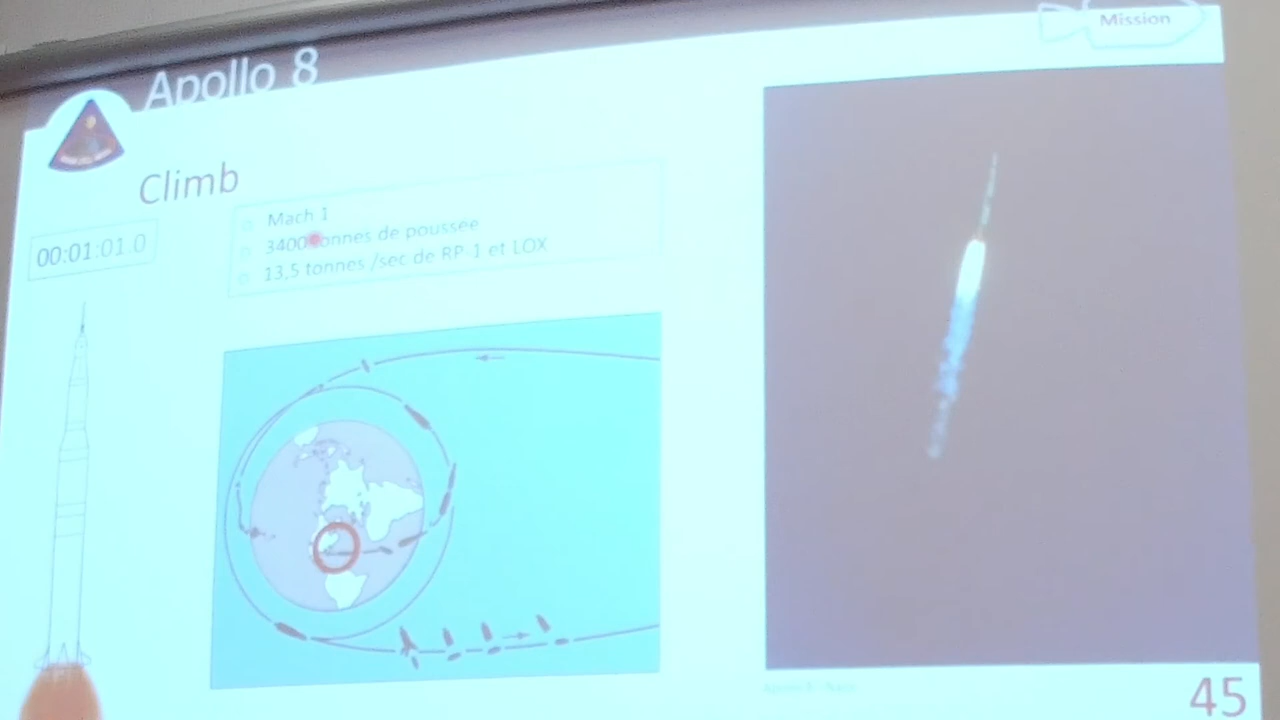 Mission
Apollo 8
Climb
00:01:01.0
Mach 1
3400 tonnes de poussée
13,5 tonnes /sec de RP-1 et LOX
45